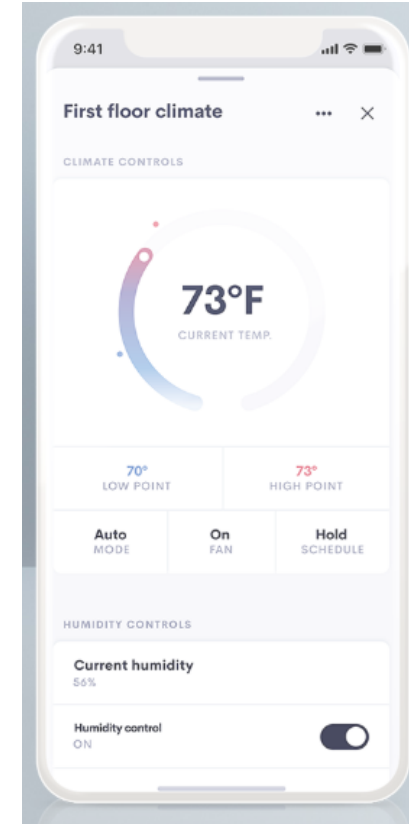 9:41
First floor climate
CLIMATE CONTROLS
73°F
CURRENT TEMP.
70°
LOW POINT
73°
HIGH POINT
Auto
MODE
On
FAN
Hold
SCHEDULE
HUMIDITY CONTROLS
Current humidity
56%
Humidity control
ON